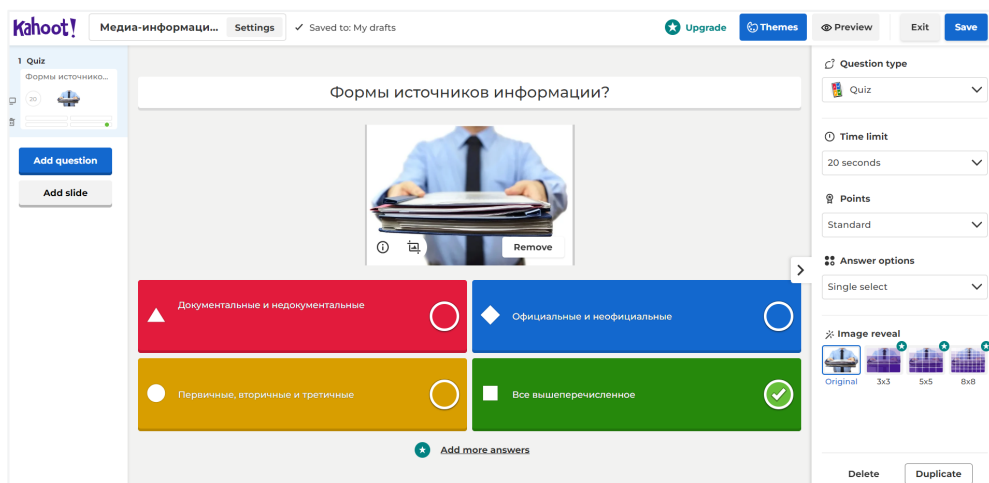 Kahoot!
Медиа-информаци...
Settings
Saved to: My drafts
Upgrade
Themes
Preview
Exit
Save
1 Quiz
Формы источнико...
20
Add question
Add slide
Формы источников информации?
Remove
Документальные и недокументальные
Официальные и неофициальные
Первичные, вторичные и третичные
Все вышеперечисленное
Add more answers
Question type
Quiz
Time limit
20 seconds
Points
Standard
Answer options
Single select
Image reveal
Original 3x3 5x5 8x8
Delete
Duplicate